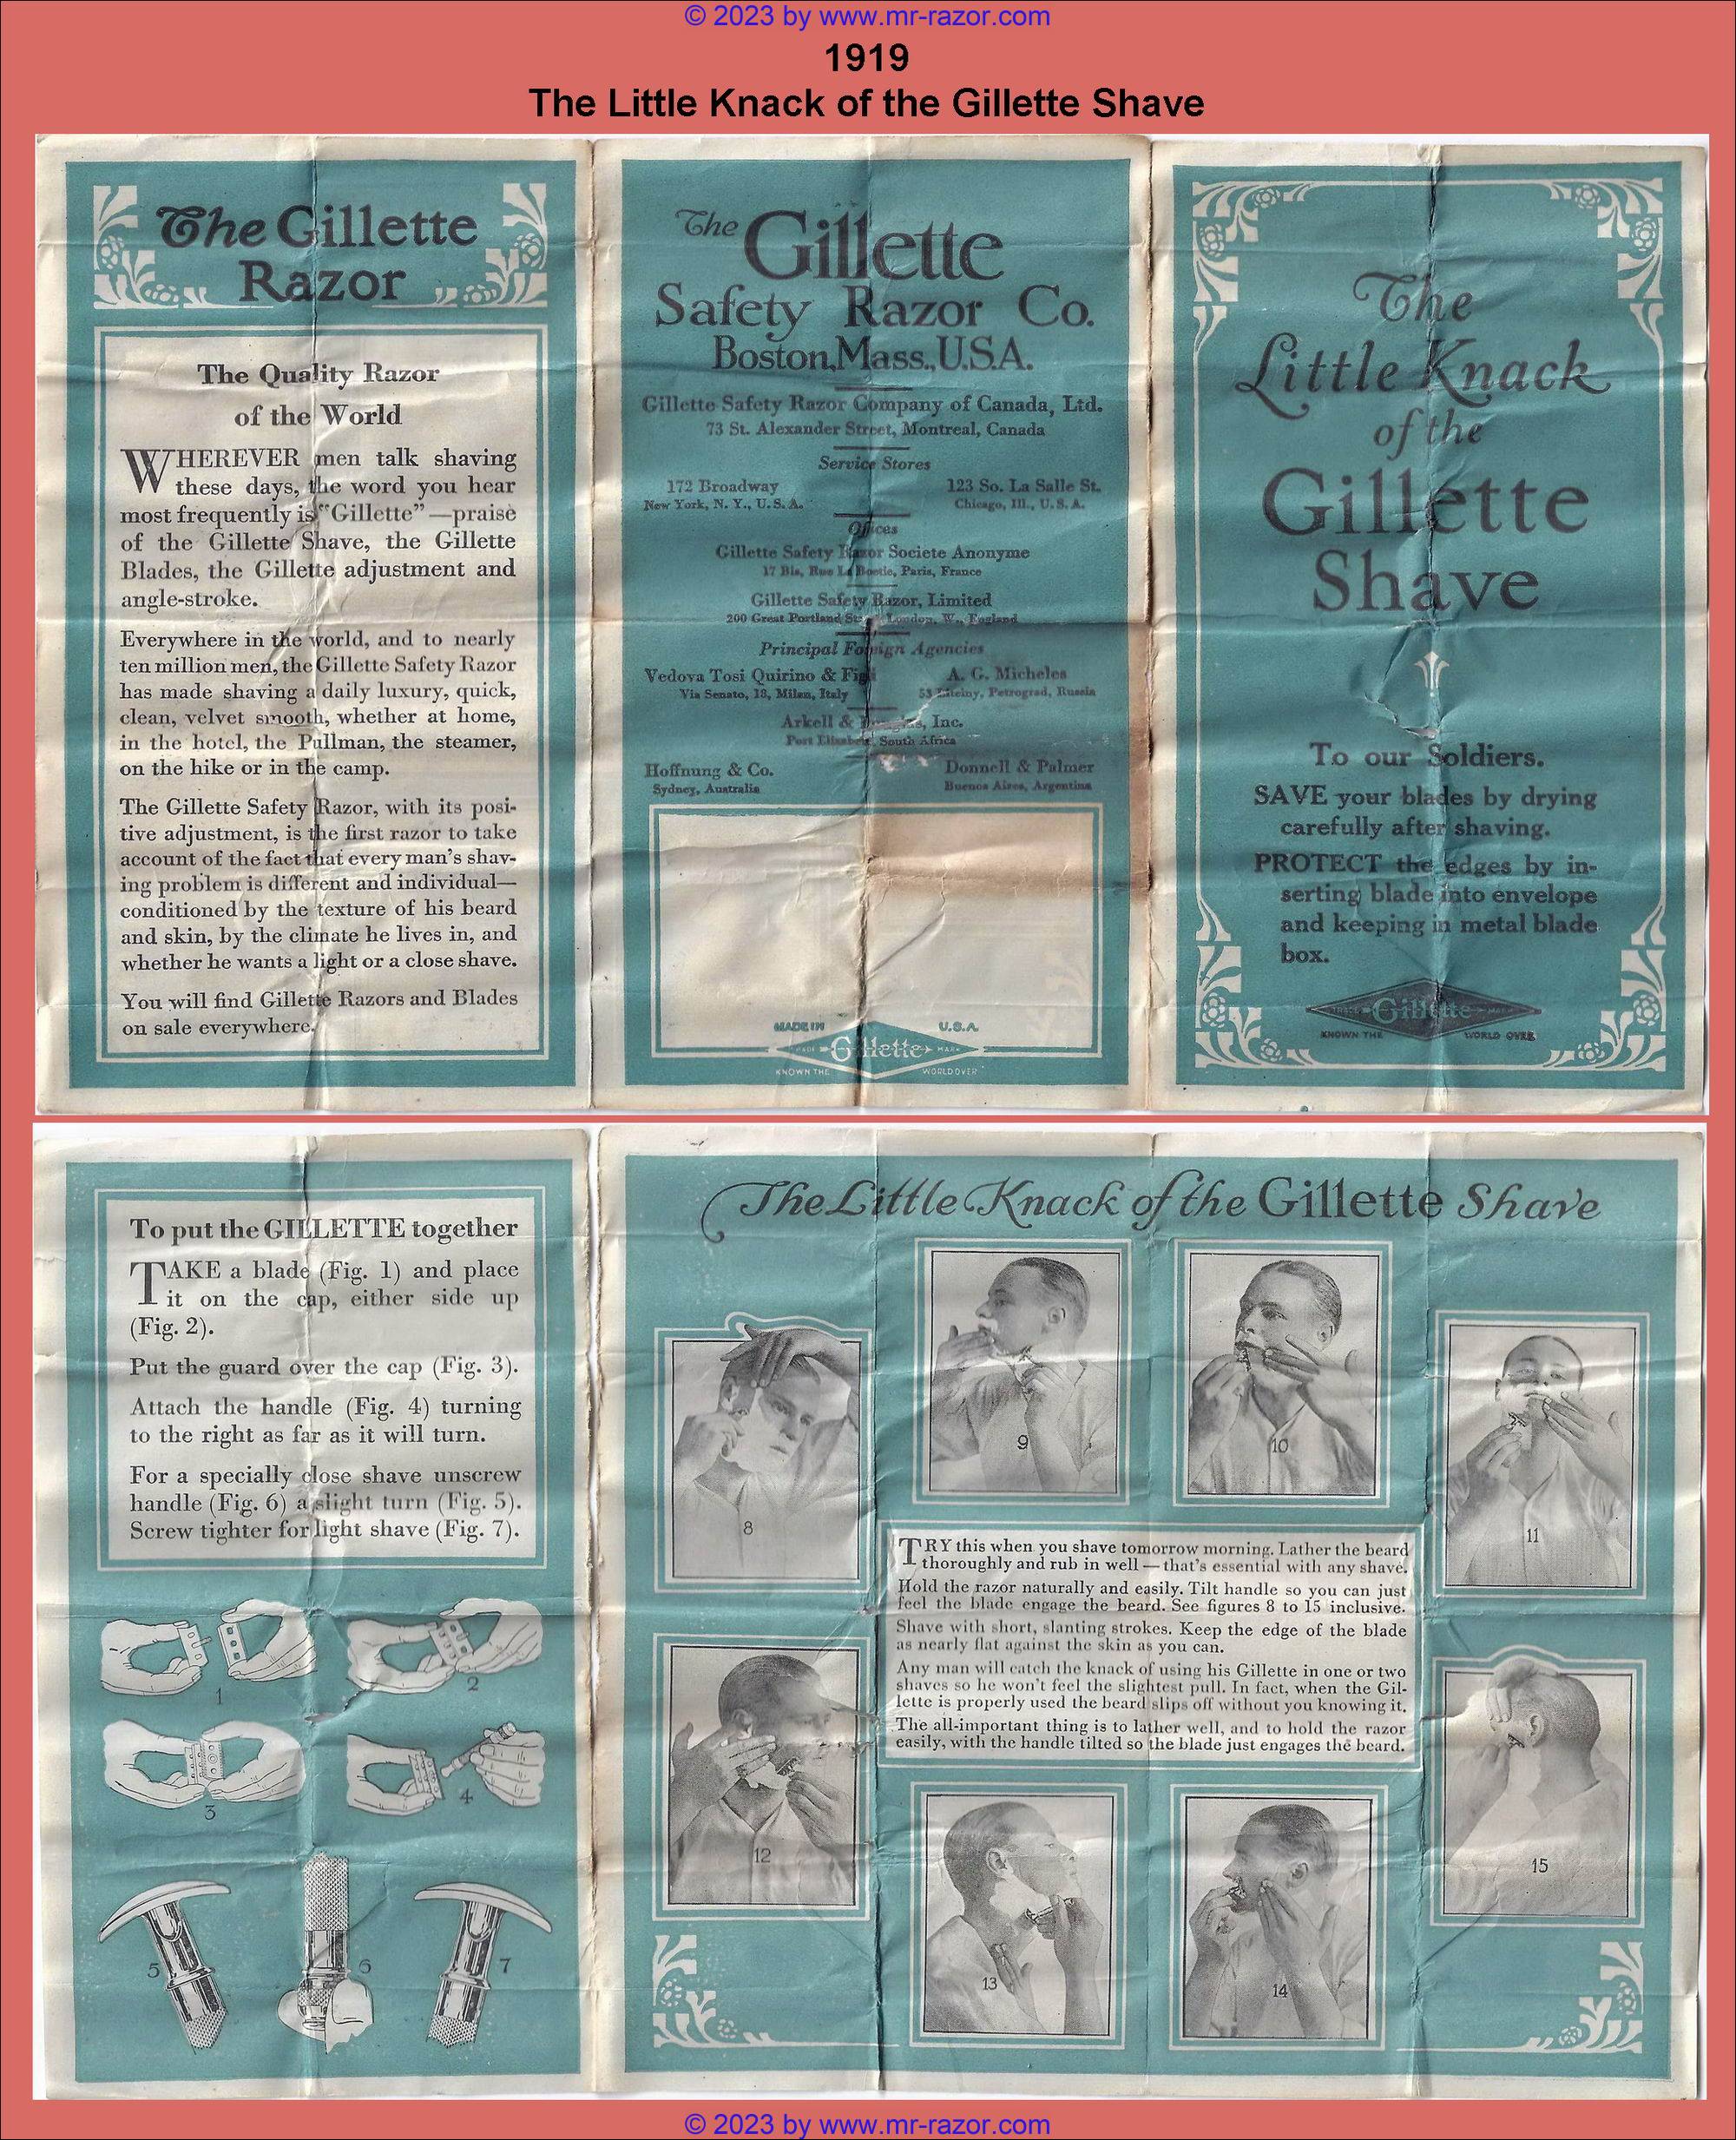 © 2023 by www.mr-razor.com
1919
The Little Knack of the Gillette Shave
The Gillette
Razor
The Quality Razor
of the World
WHEREVER men talk shaving
these days, the word you hear
most frequently is "Gillette"—praise
of the Gillette Shave, the Gillette
Blades, the Gillette adjustment and
angle-stroke.
Everywhere in the world, and to nearly
ten million men, the Gillette Safety Razor
has made shaving a daily luxury, quick,
clean, velvet smooth, whether at home,
in the hotel, the Pullman, the steamer,
on the hike or in the camp.
The Gillette Safety Razor, with its posi-
tive adjustment, is the first razor to take
account of the fact that every man's shav-
ing problem is different and individual—
conditioned by the texture of his beard
and skin, by the climate he lives in, and
whether he wants a light or a close shave.
You will find Gillette Razors and Blades
on sale everywhere.
The Gillette
Safety Razor Co.
Boston, Mass., U.S.A.
Gillette Safety Razor Company of Canada, Ltd.
73 St. Alexander Street, Montreal, Canada
Service Stores
172 Broadway
New York, N. Y., U. S. A.
123 So. La Salle St.
Chicago, Ill., U. S. A.
Offices
Gillette Safety Razor Societe Anonyme
17 Bis, Rue La Boetie, Paris, France
Gillette Safety Razor, Limited
200 Great Portland London, W., England
Principal Foreign Agencies
Vedova Tosi Quirino & Figli
Via Senato, 18, Milan, Italy
A. G. Micheles
53 Liteiny, Petrograd, Russia
Arkell & Inc.
Port Elizabeth, South Africa
Hoffnung & Co.
Sydney, Australia
Donnell & Palmer
Buenos Aires, Argentina
MADE IN U.S.A.
TRADE Gillette MARK
KNOWN THE WORLD OVER
The
Little Knack
of the
Gillette
Shave
To our Soldiers.
SAVE your blades by drying
carefully after shaving.
PROTECT the edges by in-
serting blade into envelope
and keeping in metal blade
box.
TRADE Gillette MARK
KNOWN THE WORLD OVER
To put the GILLETTE together
TAKE a blade (Fig. 1) and place
it on the cap, either side up
(Fig. 2).
Put the guard over the cap (Fig. 3).
Attach the handle (Fig. 4) turning
to the right as far as it will turn.
For a specially close shave unscrew
handle (Fig. 6) a slight turn (Fig. 5).
Screw tighter for light shave (Fig. 7).
1
2
3
4
5
6
7
The Little Knack of the Gillette Shave
8
9
10
11
TRY this when you shave tomorrow morning. Lather the beard
thoroughly and rub in well—that's essential with any shave.
Hold the razor naturally and easily. Tilt handle so you can just
feel the blade engage the beard. See figures 8 to 15 inclusive.
Shave with short, slanting strokes. Keep the edge of the blade
as nearly flat against the skin as you can.
Any man will catch the knack of using his Gillette in one or two
shaves so he won't feel the slightest pull. In fact, when the Gil-
lette is properly used the beard slips off without you knowing it.
The all-important thing is to lather well, and to hold the razor
easily, with the handle tilted so the blade just engages the beard.
12
13
14
15
© 2023 by www.mr-razor.com